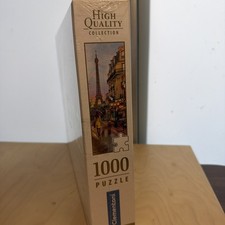 HIGH
QUALITY
COLLECTION
1000
PUZZLE
Clementoni